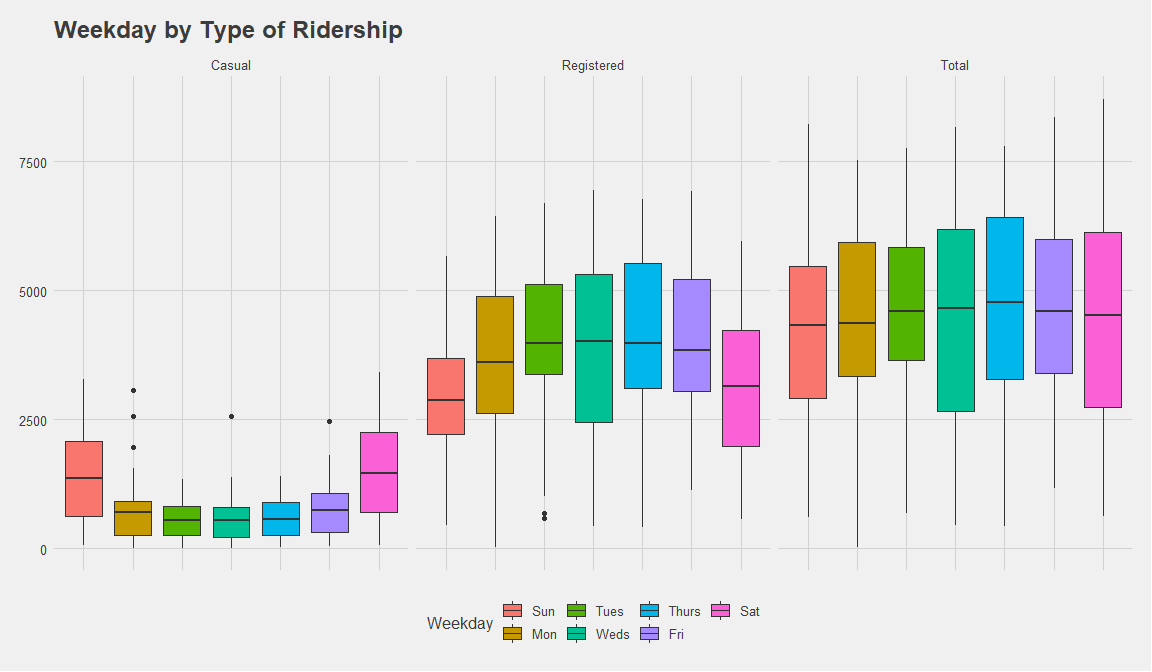 Weekday by Type of Ridership
Casual Registered Total
7500
5000
2500
0
Weekday
Sun Tues Thurs Sat
Mon Weds Fri